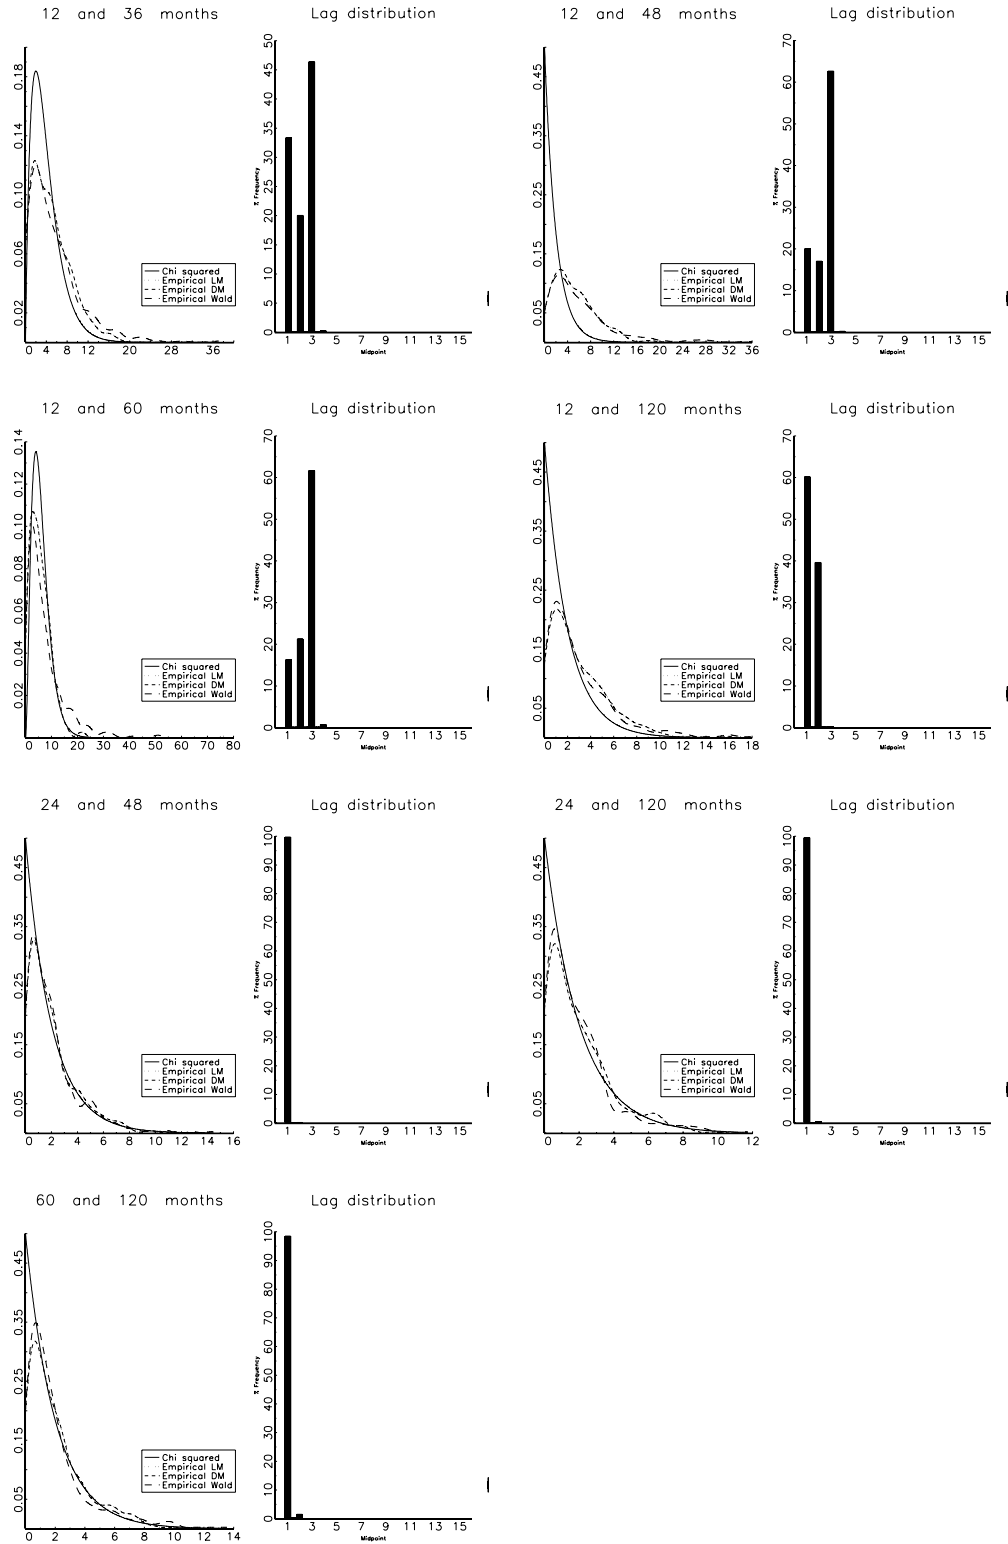 12 and 36 months
Lag distribution
12 and 48 months
Lag distribution
0.18
0.14
0.10
0.06
0.02
0 4 8 12 20 28 36
Chi squared
Empirical LM
Empirical DM
Empirical Wald
% Frequency
50
45
40
35
30
25
20
15
10
5
0
1 3 5 7 9 11 13 15
Midpoint
0.45
0.35
0.25
0.15
0.05
0 4 8 12 16 20 24 28 32 36
Chi squared
Empirical LM
Empirical DM
Empirical Wald
% Frequency
70
60
50
40
30
20
10
0
1 3 5 7 9 11 13 15
Midpoint
12 and 60 months
Lag distribution
12 and 120 months
Lag distribution
0.14
0.12
0.10
0.08
0.06
0.04
0.02
0 10 20 30 40 50 60 70 80
Chi squared
Empirical LM
Empirical DM
Empirical Wald
% Frequency
70
60
50
40
30
20
10
0
1 3 5 7 9 11 13 15
Midpoint
0.45
0.35
0.25
0.15
0.05
0 2 4 6 8 10 12 14 16 18
Chi squared
Empirical LM
Empirical DM
Empirical Wald
% Frequency
70
60
50
40
30
20
10
0
1 3 5 7 9 11 13 15
Midpoint
24 and 48 months
Lag distribution
24 and 120 months
Lag distribution
0.45
0.35
0.25
0.15
0.05
0 2 4 6 8 10 12 14 16
Chi squared
Empirical LM
Empirical DM
Empirical Wald
% Frequency
100
90
80
70
60
50
40
30
20
10
0
1 3 5 7 9 11 13 15
Midpoint
0.45
0.35
0.25
0.15
0.05
0 2 4 6 8 10 12
Chi squared
Empirical LM
Empirical DM
Empirical Wald
% Frequency
100
90
80
70
60
50
40
30
20
10
0
1 3 5 7 9 11 13 15
Midpoint
60 and 120 months
Lag distribution
0.45
0.35
0.25
0.15
0.05
0 2 4 6 8 10 12 14
Chi squared
Empirical LM
Empirical DM
Empirical Wald
% Frequency
100
90
80
70
60
50
40
30
20
10
0
1 3 5 7 9 11 13 15
Midpoint